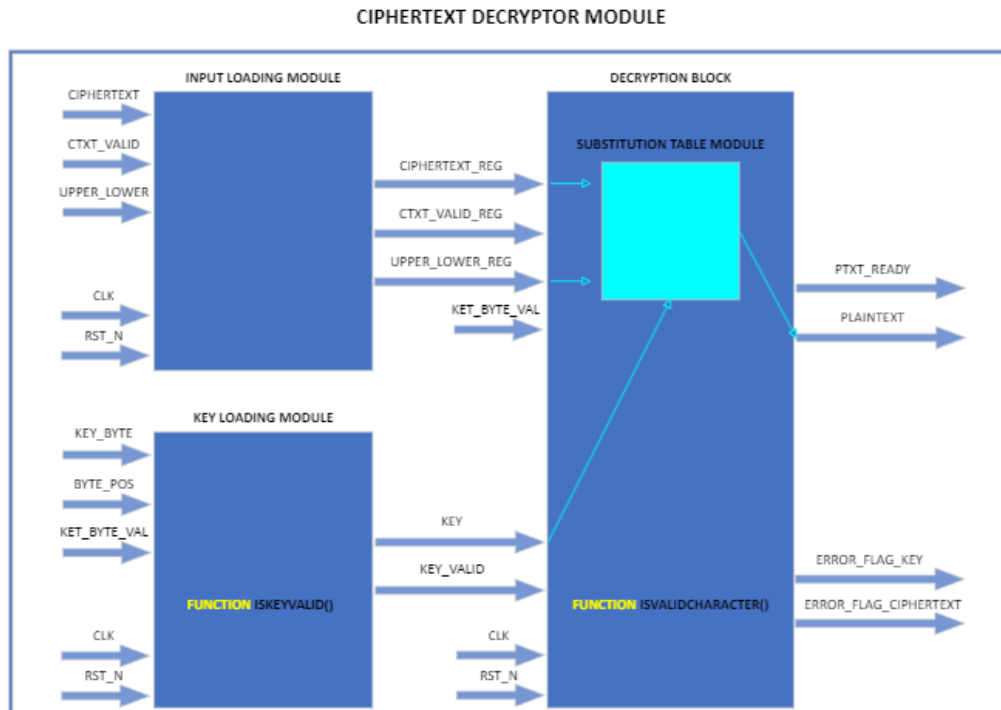 CIPHERTEXT DECRYPTOR MODULE
INPUT LOADING MODULE
DECRYPTION BLOCK
CIPHERTEXT
CTXT_VALID
UPPER_LOWER
CLK
RST_N
SUBSTITUTION TABLE MODULE
CIPHERTEXT_REG
CTXT_VALID_REG
UPPER_LOWER_REG
KET_BYTE_VAL
PTXT_READY
PLAINTEXT
KEY LOADING MODULE
KEY_BYTE
BYTE_POS
KET_BYTE_VAL
KEY
KEY_VALID
FUNCTION ISKEYVALID()
FUNCTION ISVALIDCHARACTER()
ERROR_FLAG_KEY
ERROR_FLAG_CIPHERTEXT
CLK
RST_N
CLK
RST_N